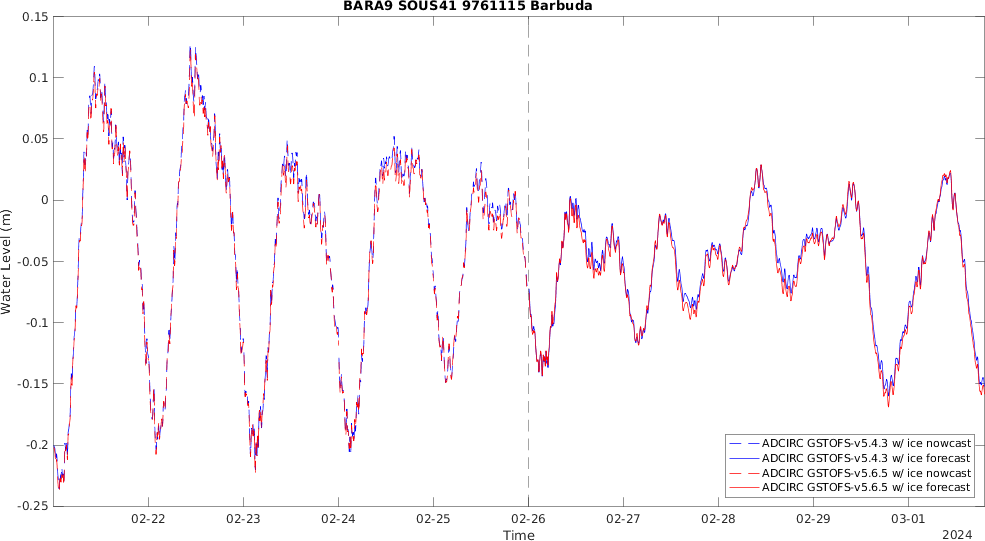 BARA9 SOUS41 9761115 Barbuda
0.15
0.1
0.05
0
-0.05
-0.1
-0.15
-0.2
-0.25
Water Level (m)
02-22 02-23 02-24 02-25 02-26 02-27 02-28 02-29 03-01
Time
2024
ADCIRC GSTOFS-v5.4.3 w/ ice nowcast
ADCIRC GSTOFS-v5.4.3 w/ ice forecast
ADCIRC GSTOFS-v5.6.5 w/ ice nowcast
ADCIRC GSTOFS-v5.6.5 w/ ice forecast